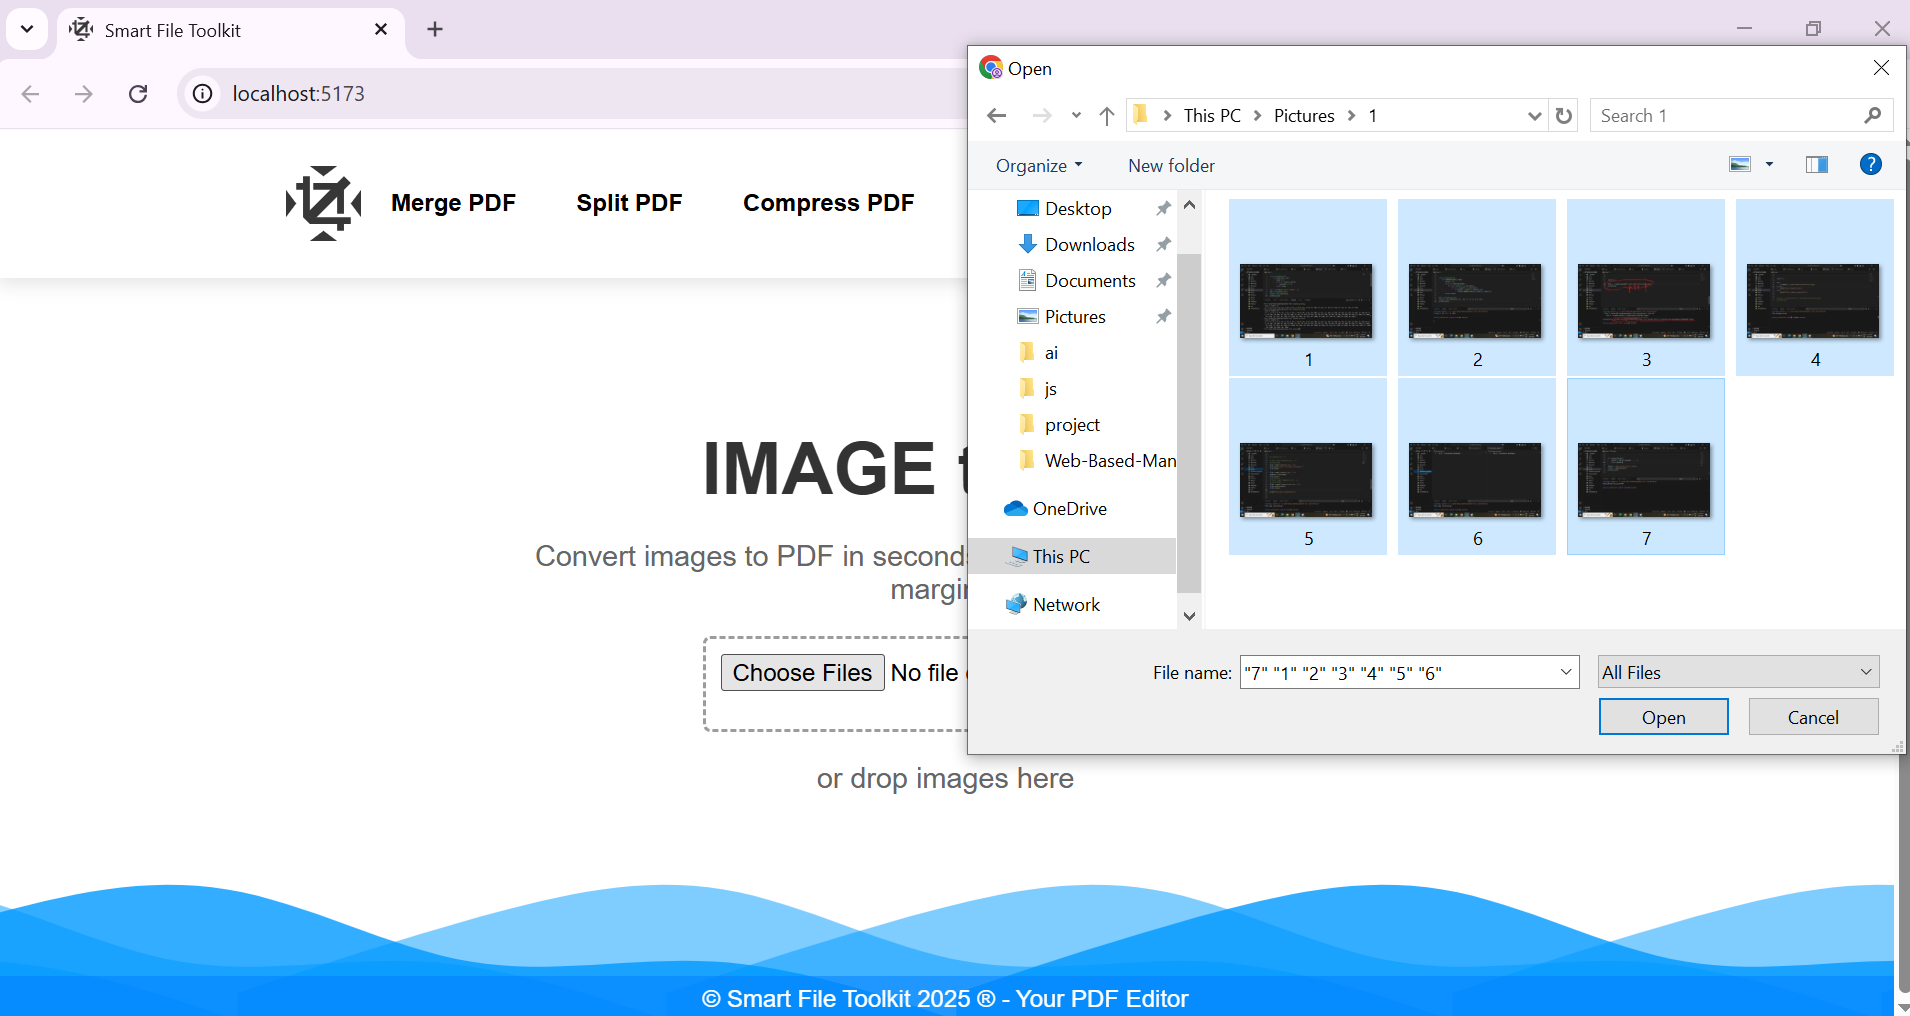 Smart File Toolkit
localhost:5173
Merge PDF
Split PDF
Compress PDF
IMAGE
Convert images to PDF in
or drop images here
Choose Files
No file
© Smart File Toolkit 2025 ® - Your PDF Editor
Open
This PC
Pictures
1
Search 1
Organize
New folder
Desktop
Downloads
Documents
Pictures
ai
js
project
Web-Based-Man
OneDrive
This PC
Network
1
2
3
4
5
6
7
File name:
"7" "1" "2" "3" "4" "5" "6"
All Files
Open
Cancel